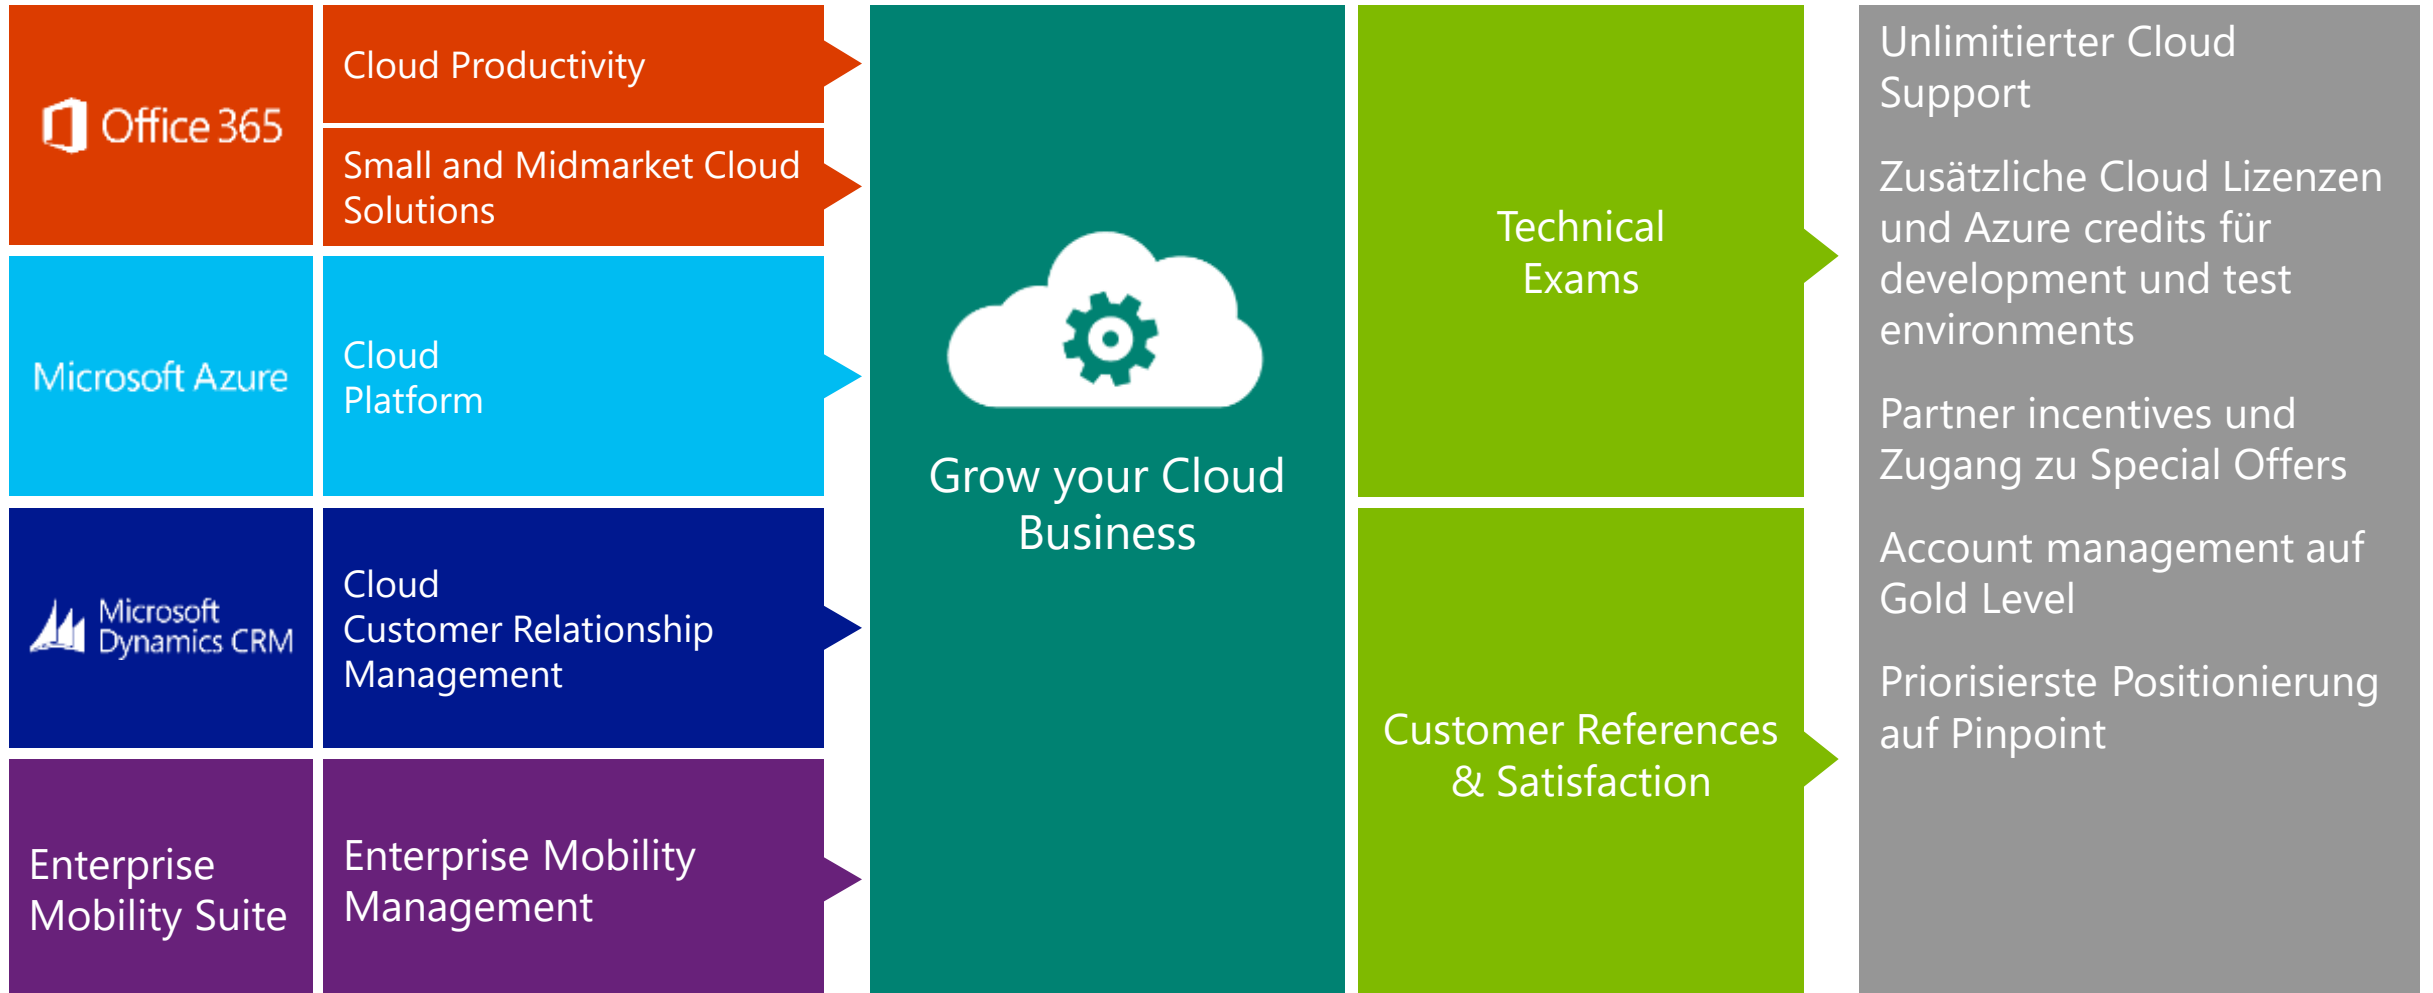 Office 365
Cloud Productivity
Small and Midmarket Cloud
Solutions
Microsoft Azure
Cloud
Platform
Microsoft
Dynamics CRM
Cloud
Customer Relationship
Management
Enterprise
Mobility Suite
Enterprise Mobility
Management
Grow your Cloud
Business
Technical
Exams
Customer References
& Satisfaction
Unlimitierter Cloud
Support
Zusätzliche Cloud Lizenzen
und Azure credits für
development und test
environments
Partner incentives und
Zugang zu Special Offers
Account management auf
Gold Level
Priorisierste Positionierung
auf Pinpoint